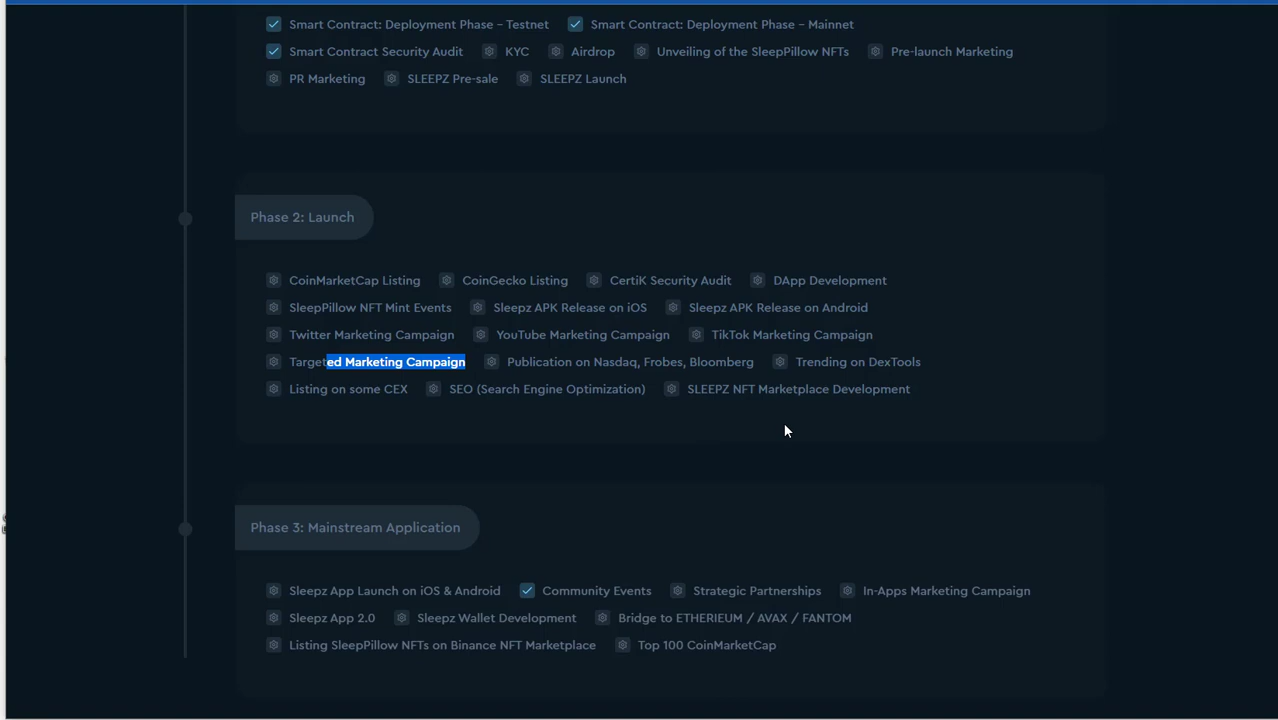 Smart Contract: Deployment Phase – Testnet Smart Contract: Deployment Phase – Mainnet
Smart Contract Security Audit KYC Airdrop Unveiling of the SleepPillow NFTs Pre-launch Marketing
PR Marketing SLEEPZ Pre-sale SLEEPZ Launch
Phase 2: Launch
CoinMarketCap Listing CoinGecko Listing CertiK Security Audit DApp Development
SleepPillow NFT Mint Events Sleepz APK Release on iOS Sleepz APK Release on Android
Twitter Marketing Campaign YouTube Marketing Campaign TikTok Marketing Campaign
Targeted Marketing Campaign Publication on Nasdaq, Frobes, Bloomberg Trending on DexTools
Listing on some CEX SEO (Search Engine Optimization) SLEEPZ NFT Marketplace Development
Phase 3: Mainstream Application
Sleepz App Launch on iOS & Android Community Events Strategic Partnerships In-Apps Marketing Campaign
Sleepz App 2.0 Sleepz Wallet Development Bridge to ETHERIEUM / AVAX / FANTOM
Listing SleepPillow NFTs on Binance NFT Marketplace Top 100 CoinMarketCap